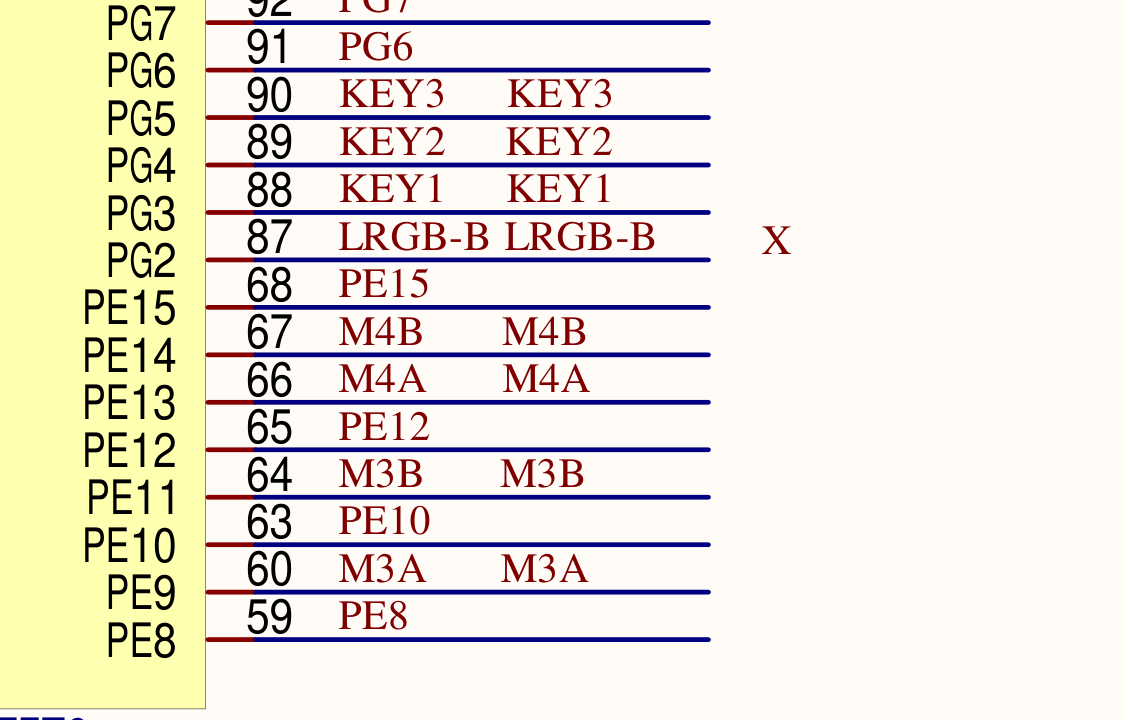 PG7 92 PG7
PG6 91 PG6
PG5 90 KEY3 KEY3
PG4 89 KEY2 KEY2
PG3 88 KEY1 KEY1
PG2 87 LRGB-B LRGB-B X
PE15 68 PE15
PE14 67 M4B M4B
PE13 66 M4A M4A
PE12 65 PE12
PE11 64 M3B M3B
PE10 63 PE10
PE9 60 M3A M3A
PE8 59 PE8